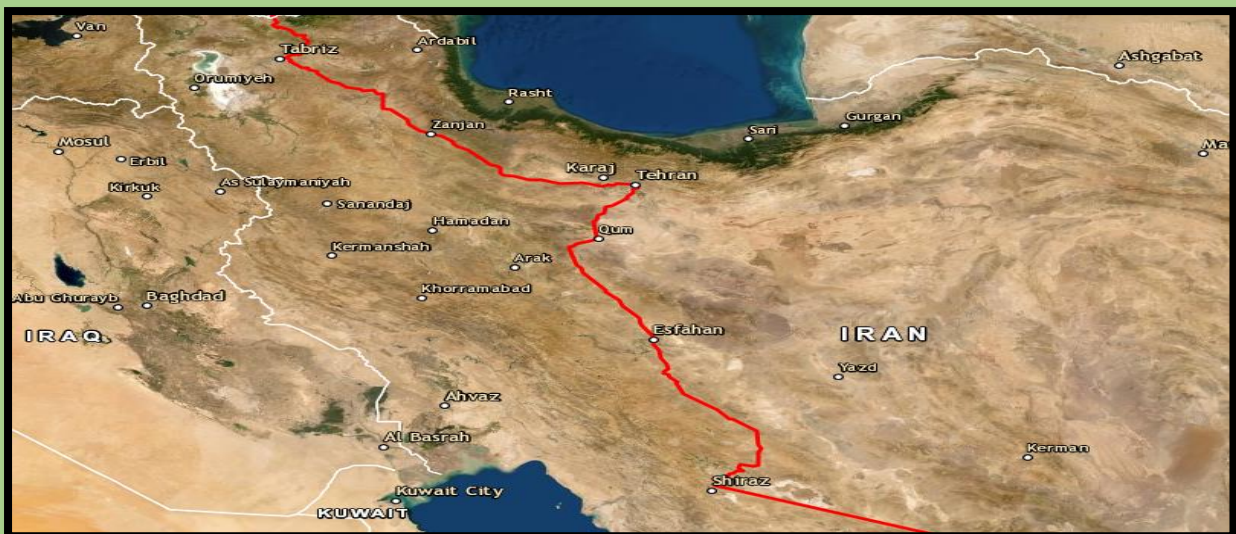 Van
Tabriz
Ardabil
Ashgabat
Orumiyeh
Rasht
Gurgan
Zanjan
Sari
Mosul
Erbil
Karaj
Tehran
Ma
Kirkuk
As Sulaymaniyah
Sanandaj
Hamadan
Qum
Kermanshah
Arak
Abu Ghurayb
Baghdad
Khorramabad
IRAQ
Esfahan
IRAN
Yazd
Ahvaz
Al Basrah
Kerman
Shiraz
Kuwait City
KUWAIT